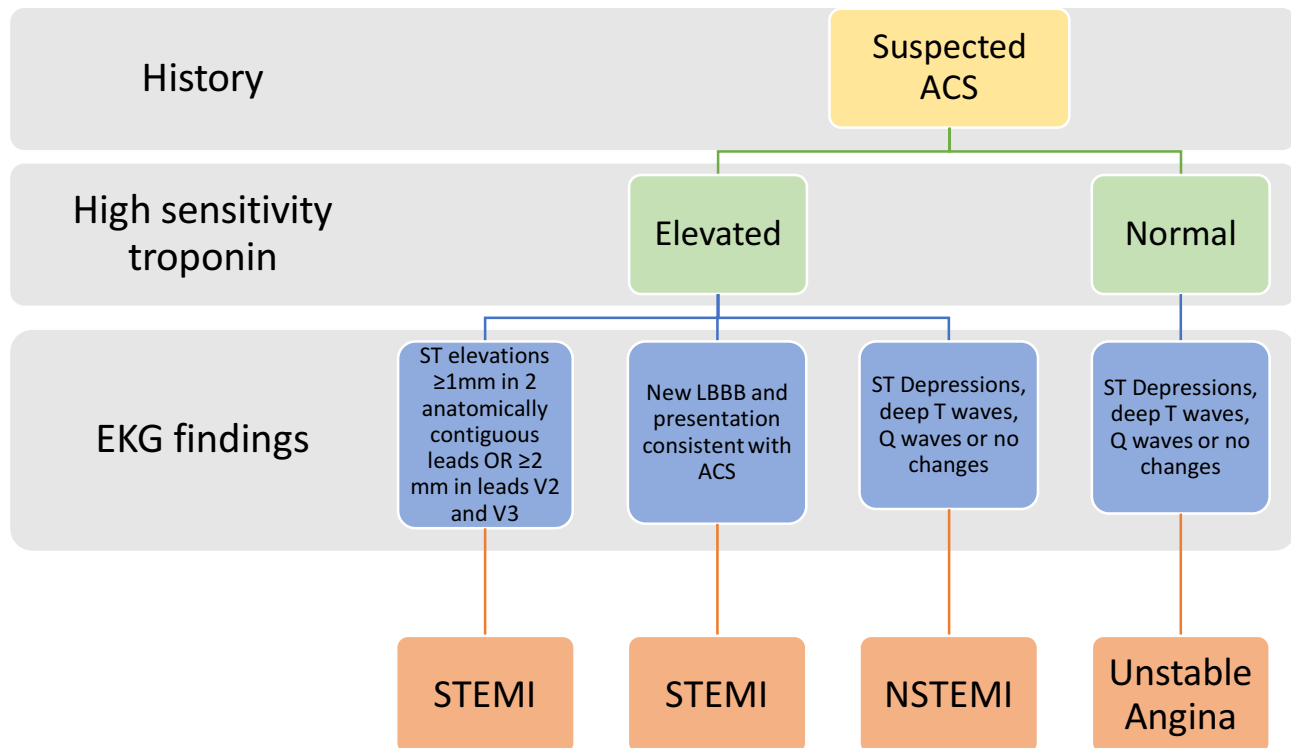 History
Suspected
ACS
High sensitivity
troponin
Elevated
Normal
EKG findings
ST elevations
≥1mm in 2
anatomically
contiguous
leads OR ≥2
mm in leads V2
and V3
New LBBB and
presentation
consistent with
ACS
ST Depressions,
deep T waves,
Q waves or no
changes
ST Depressions,
deep T waves,
Q waves or no
changes
STEMI
STEMI
NSTEMI
Unstable
Angina